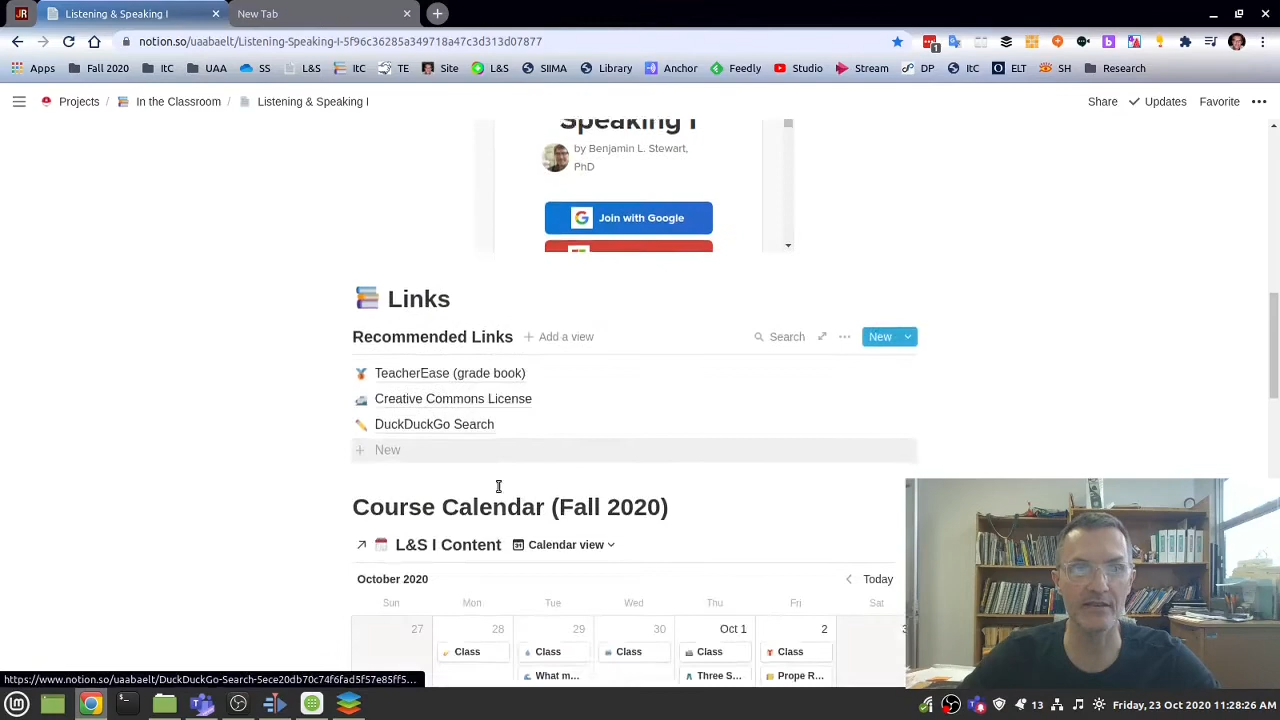 JR Listening & Speaking I
New Tab
notion.so/uaabaelt/Listening-Speaking-I-5f96c36285a349718a47c3d313d07877
1
Apps Fall 2020 ItC UAA SS L&S ItC TE Site L&S SIIMA Library Anchor Feedly Studio Stream DP ItC ELT SH Research
Projects / In the Classroom / Listening & Speaking I
Share Updates Favorite
Speaking I
by Benjamin L. Stewart,
PhD
Join with Google
Links
Recommended Links Add a view Search New
TeacherEase (grade book)
Creative Commons License
DuckDuckGo Search
New
Course Calendar (Fall 2020)
L&S I Content Calendar view
October 2020 Today
Sun Mon Tue Wed Thu Fri Sat
27 28 29 30 Oct 1 2 3
Class Class Class Class Class
What m... Three S... Prope R...
https://www.notion.so/uaabaelt/DuckDuckGo-Search-5ece20db70c74f6fad5f57e85ff5...
13 Friday, 23 Oct 2020 11:28:26 AM